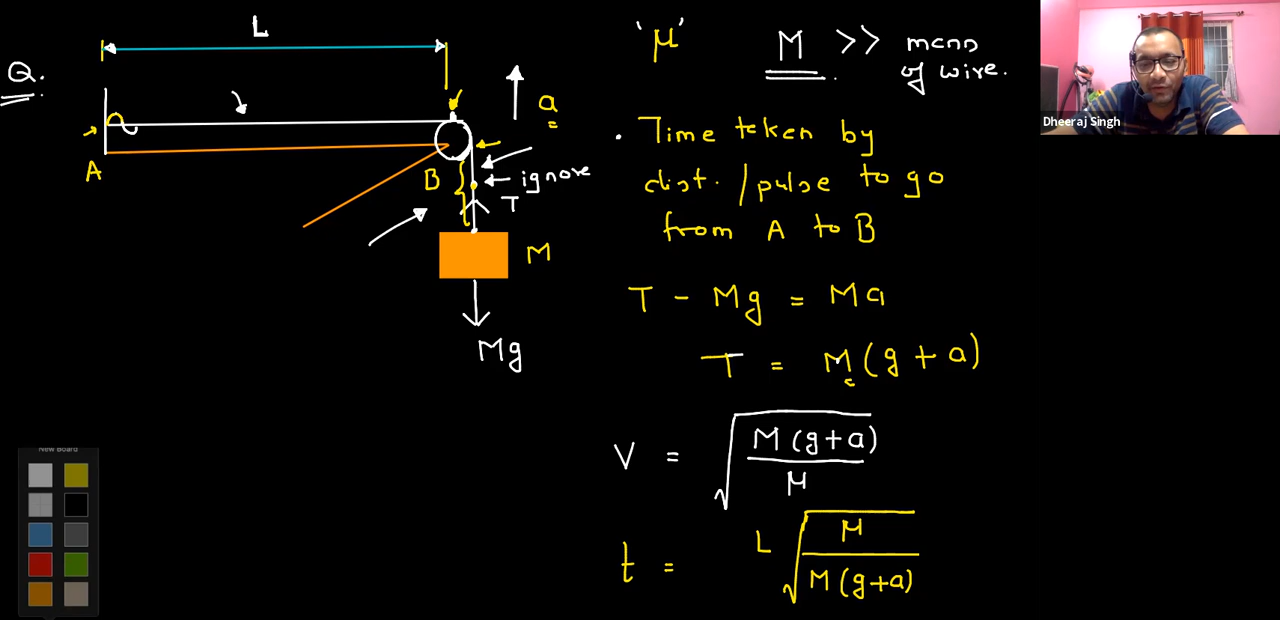 Q.
L
A
B
a
ignore
T
M
Mg
'μ' M >> mass
of wire.
Dheeraj Singh
. Time taken by
dist. / pulse to go
from A to B
T - Mg = Ma
T = M(g + a)
V = √(M(g+a)/μ)
t = L √(μ/M(g+a))
New Board